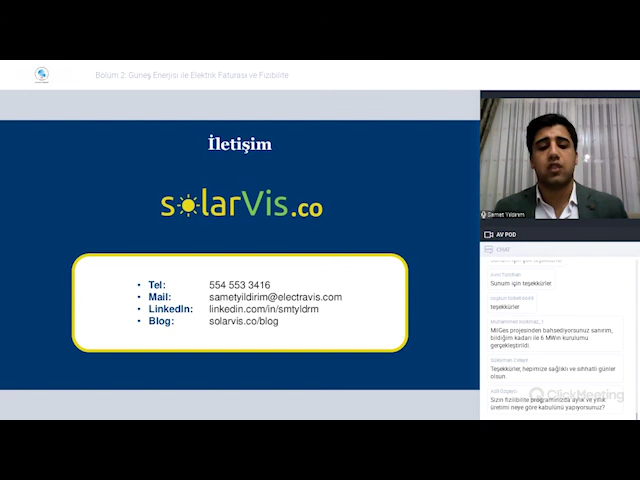 Bölüm 2: Güneş Enerjisi ile Elektrik Faturası ve Fizibilite
İletişim
solarVis.co
• Tel: 554 553 3416
• Mail: sametyildirim@electravis.com
• LinkedIn: linkedin.com/in/smtyldrm
• Blog: solarvis.co/blog
Samet Yıldırım
AV POD
CHAT
Sunum için teşekkürler
teşekkürler
MIGes projesinden bahsediyorsunuz sanırım,
bildiğim kadarı ile 6 MWın kurulumu
gerçekleştirildi
Süleyman
Teşekkürler, hepimize sağlıklı ve sıhhatli günler
olsun.
ClickMeeting
Sizin fizilibilite programınızda aylık ve yıllık
üretimi neye göre kabulünü yapıyorsunuz?